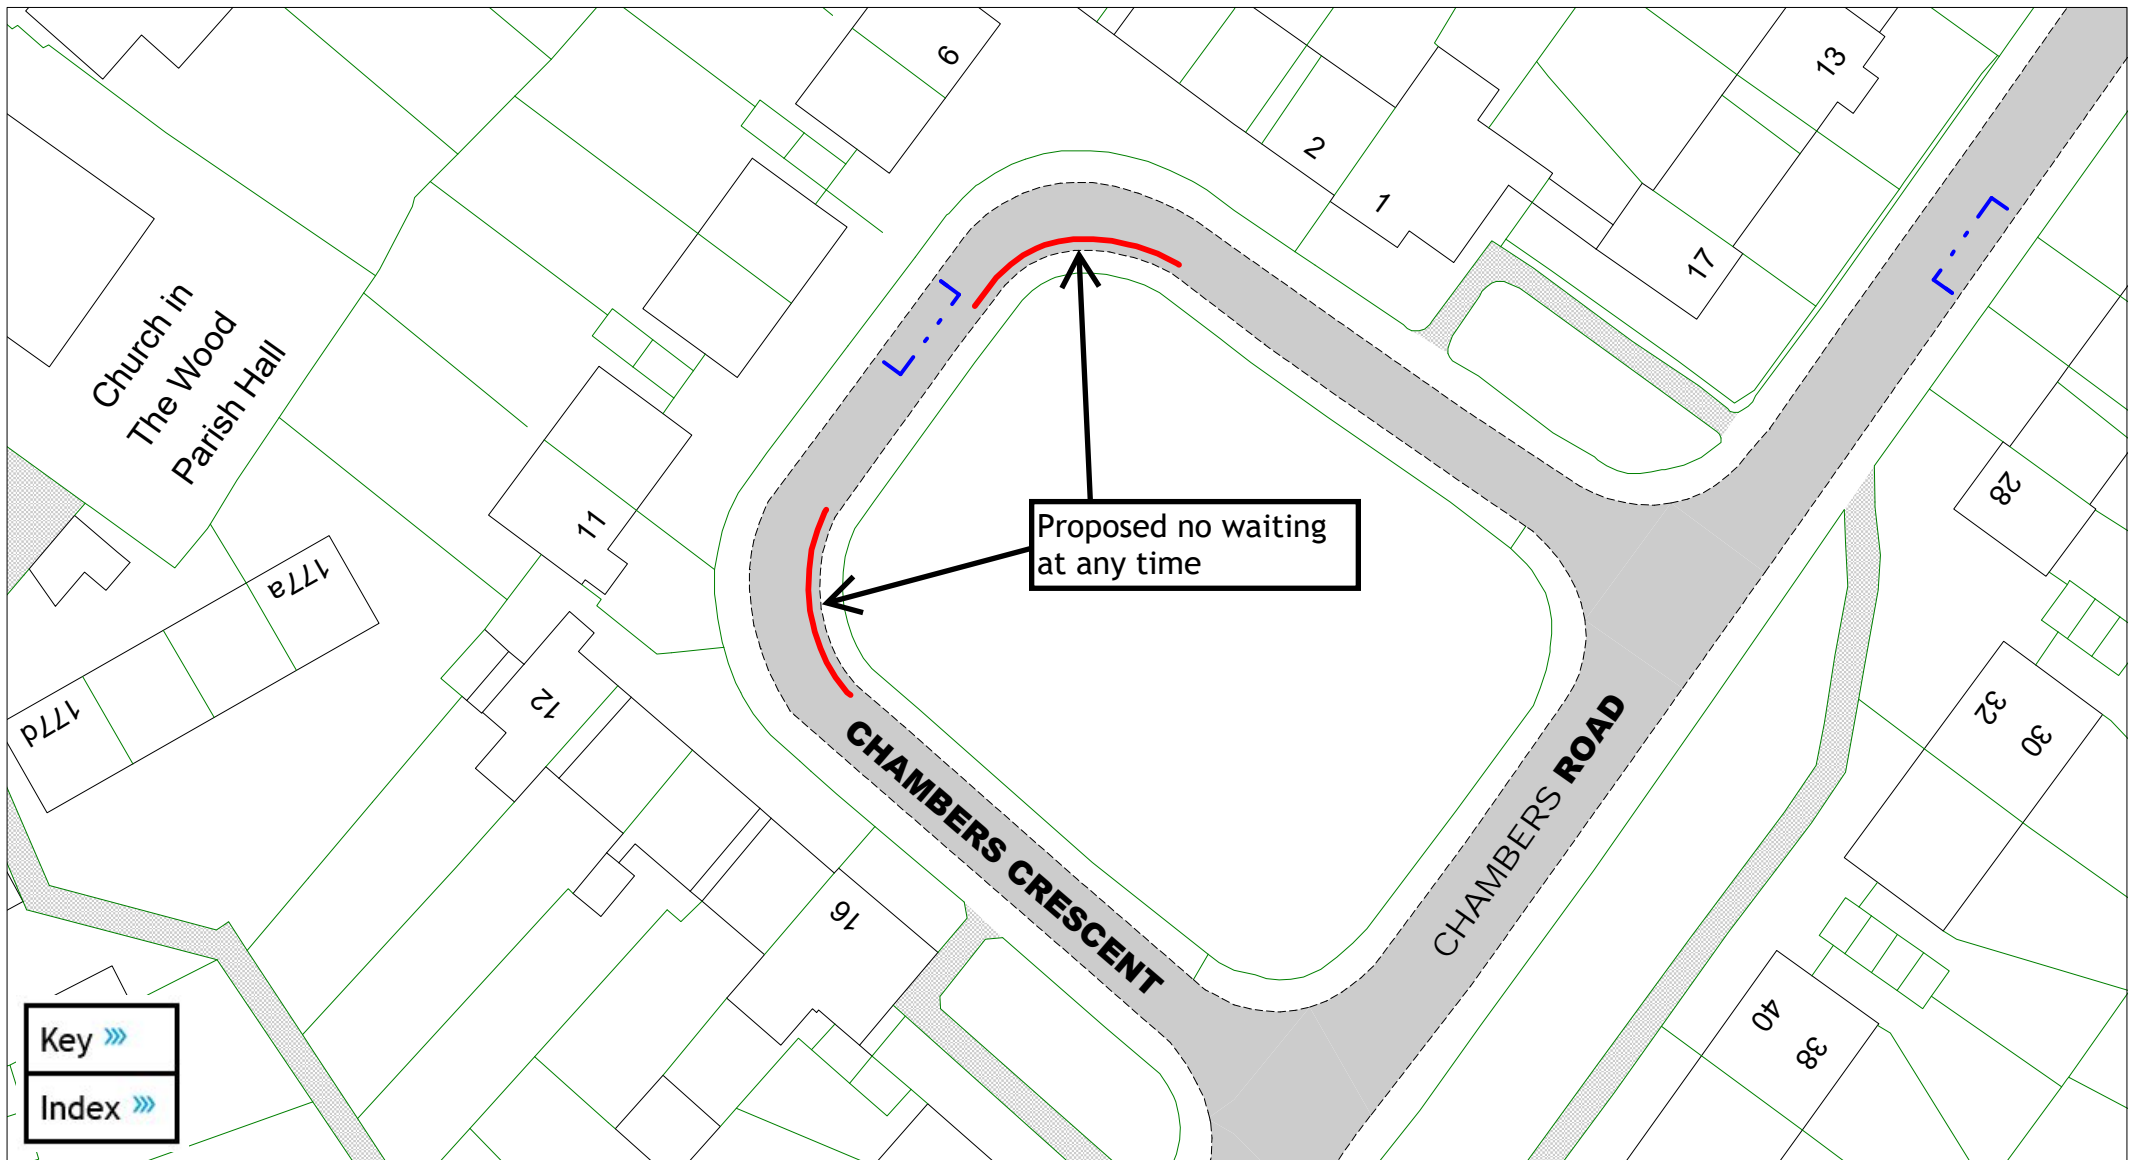 6
13
2
1
17
Church in
The Wood
Parish Hall
28
11
Proposed no waiting
at any time
177a
12
177d
32
30
CHAMBERS CRESCENT
CHAMBERS ROAD
16
40
38
Key »»
Index »»